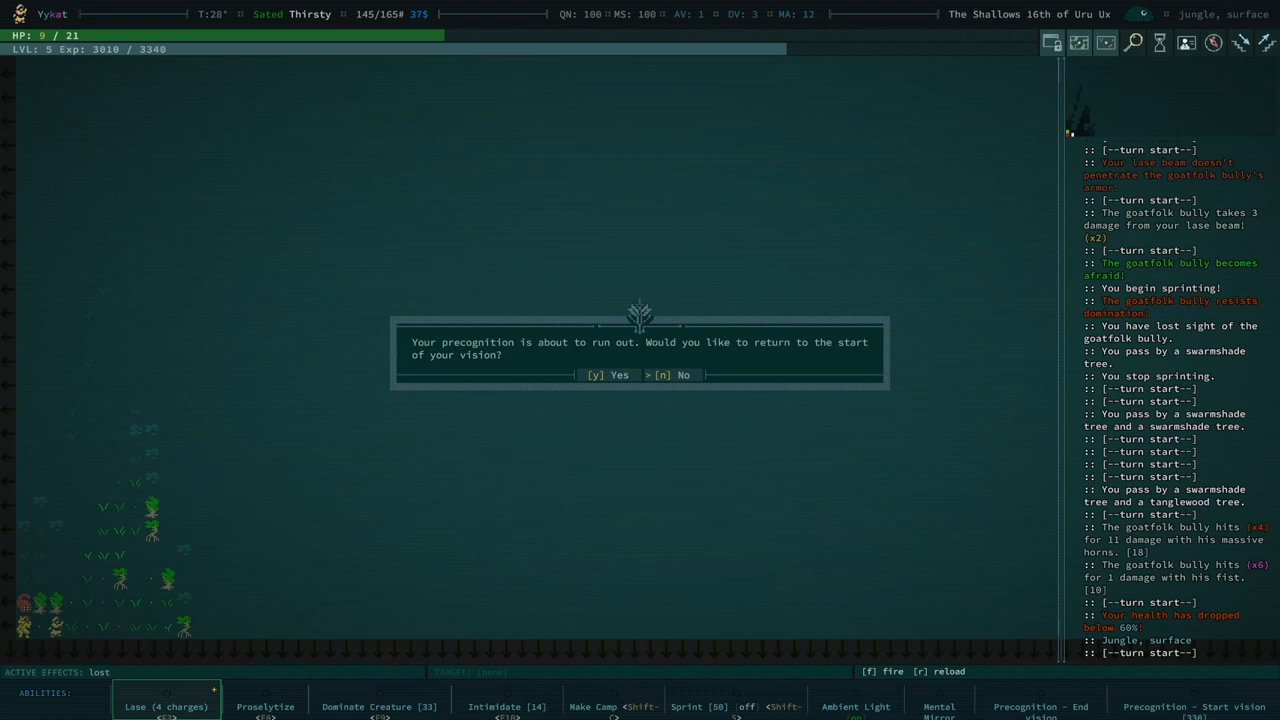 Yykat T:28° Sated Thirsty 145/165# 37$ QN: 100 MS: 100 AV: 1 DV: 3 MA: 12 The Shallows 16th of Uru Ux jungle, surface
HP: 9 / 21
LVL: 5 Exp: 3010 / 3340
:: [--turn start--]
:: Your lase beam doesn't
penetrate the goatfolk bully's
armor.
:: [--turn start--]
:: The goatfolk bully takes 3
damage from your lase beam!
(x2)
:: [--turn start--]
:: The goatfolk bully becomes
afraid!
:: You begin sprinting!
:: The goatfolk bully resists
domination!
:: You have lost sight of the
goatfolk bully.
:: You pass by a swarmshade
tree.
:: You stop sprinting.
:: [--turn start--]
:: [--turn start--]
:: You pass by a swarmshade
tree and a swarmshade tree.
:: [--turn start--]
:: [--turn start--]
:: [--turn start--]
:: [--turn start--]
:: You pass by a swarmshade
tree and a tanglewood tree.
:: [--turn start--]
:: The goatfolk bully hits (x4)
for 11 damage with his massive
horns. [18]
:: The goatfolk bully hits (x6)
for 1 damage with his fist.
[10]
:: [--turn start--]
:: Your health has dropped
below 60%!
:: Jungle, surface
:: [--turn start--]
Your precognition is about to run out. Would you like to return to the start
of your vision?
[y] Yes > [n] No
ACTIVE EFFECTS: lost TARGET: [none] [f] fire [r] reload
ABILITIES: Lase (4 charges) Proselytize Dominate Creature [33] Intimidate [14] Make Camp <Shift- Sprint [50] [off] <Shift- Ambient Light Mental Precognition - End Precognition - Start vision
<F3> <F8> <F9> <F10> C> S> [on] Mirror vision [330]